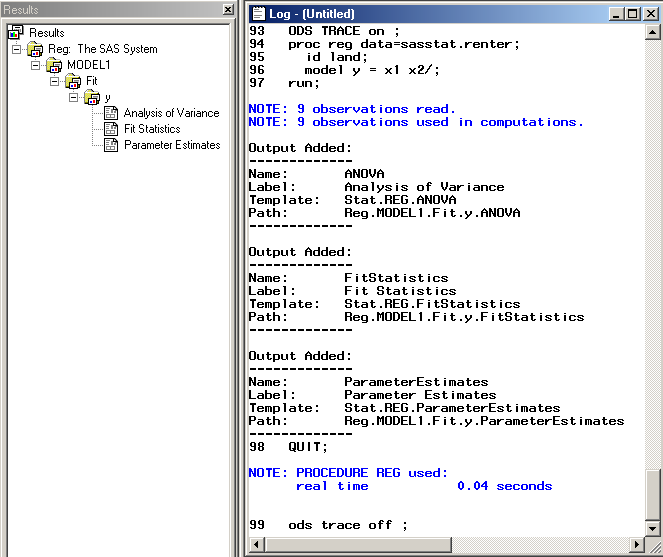 Results
Results
Reg: The SAS System
MODEL1
Fit
y
Analysis of Variance
Fit Statistics
Parameter Estimates
Log - (Untitled)
93   ODS TRACE on ;
94   proc reg data=sasstat.renter;
95     id land;
96     model y = x1 x2/;
97   run;
NOTE: 9 observations read.
NOTE: 9 observations used in computations.
Output Added:
-------------
Name:       ANOVA
Label:      Analysis of Variance
Template:   Stat.REG.ANOVA
Path:       Reg.MODEL1.Fit.y.ANOVA
-------------
Output Added:
-------------
Name:       FitStatistics
Label:      Fit Statistics
Template:   Stat.REG.FitStatistics
Path:       Reg.MODEL1.Fit.y.FitStatistics
-------------
Output Added:
-------------
Name:       ParameterEstimates
Label:      Parameter Estimates
Template:   Stat.REG.ParameterEstimates
Path:       Reg.MODEL1.Fit.y.ParameterEstimates
-------------
98   QUIT;
NOTE: PROCEDURE REG used:
      real time           0.04 seconds
99   ods trace off ;